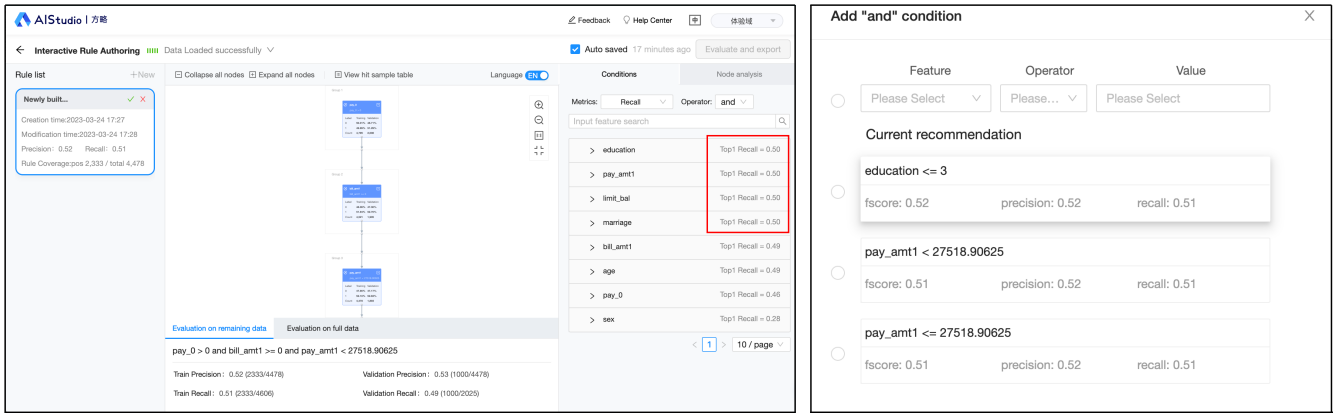 AIStudio | 方略
Feedback Help Center 中 体验域
Interactive Rule Authoring Data Loaded successfully
Auto saved 17 minutes ago Evaluate and export
Rule list +New
Newly built...
Creation time:2023-03-24 17:27
Modification time:2023-03-24 17:28
Precision: 0.52 Recall: 0.51
Rule Coverage:pos 2,333 / total 4,478
Collapse all nodes Expand all nodes View hit sample table Language EN
Evaluation on remaining data Evaluation on full data
pay_0 > 0 and bill_amt1 >= 0 and pay_amt1 < 27518.90625
Train Precision: 0.52 (2333/4478) Validation Precision: 0.53 (1000/4478)
Train Recall: 0.51 (2333/4606) Validation Recall: 0.49 (1000/2025)
Conditions Node analysis
Metrics: Recall Operator: and
Input feature search
education Top1 Recall = 0.50
pay_amt1 Top1 Recall = 0.50
limit_bal Top1 Recall = 0.50
marriage Top1 Recall = 0.50
bill_amt1 Top1 Recall = 0.49
age Top1 Recall = 0.49
pay_0 Top1 Recall = 0.46
sex Top1 Recall = 0.28
< 1 > 10 / page
Add "and" condition X
Feature Operator Value
Please Select Please... Please Select
Current recommendation
education <= 3
fscore: 0.52 precision: 0.52 recall: 0.51
pay_amt1 < 27518.90625
fscore: 0.51 precision: 0.52 recall: 0.51
pay_amt1 <= 27518.90625
fscore: 0.51 precision: 0.52 recall: 0.51